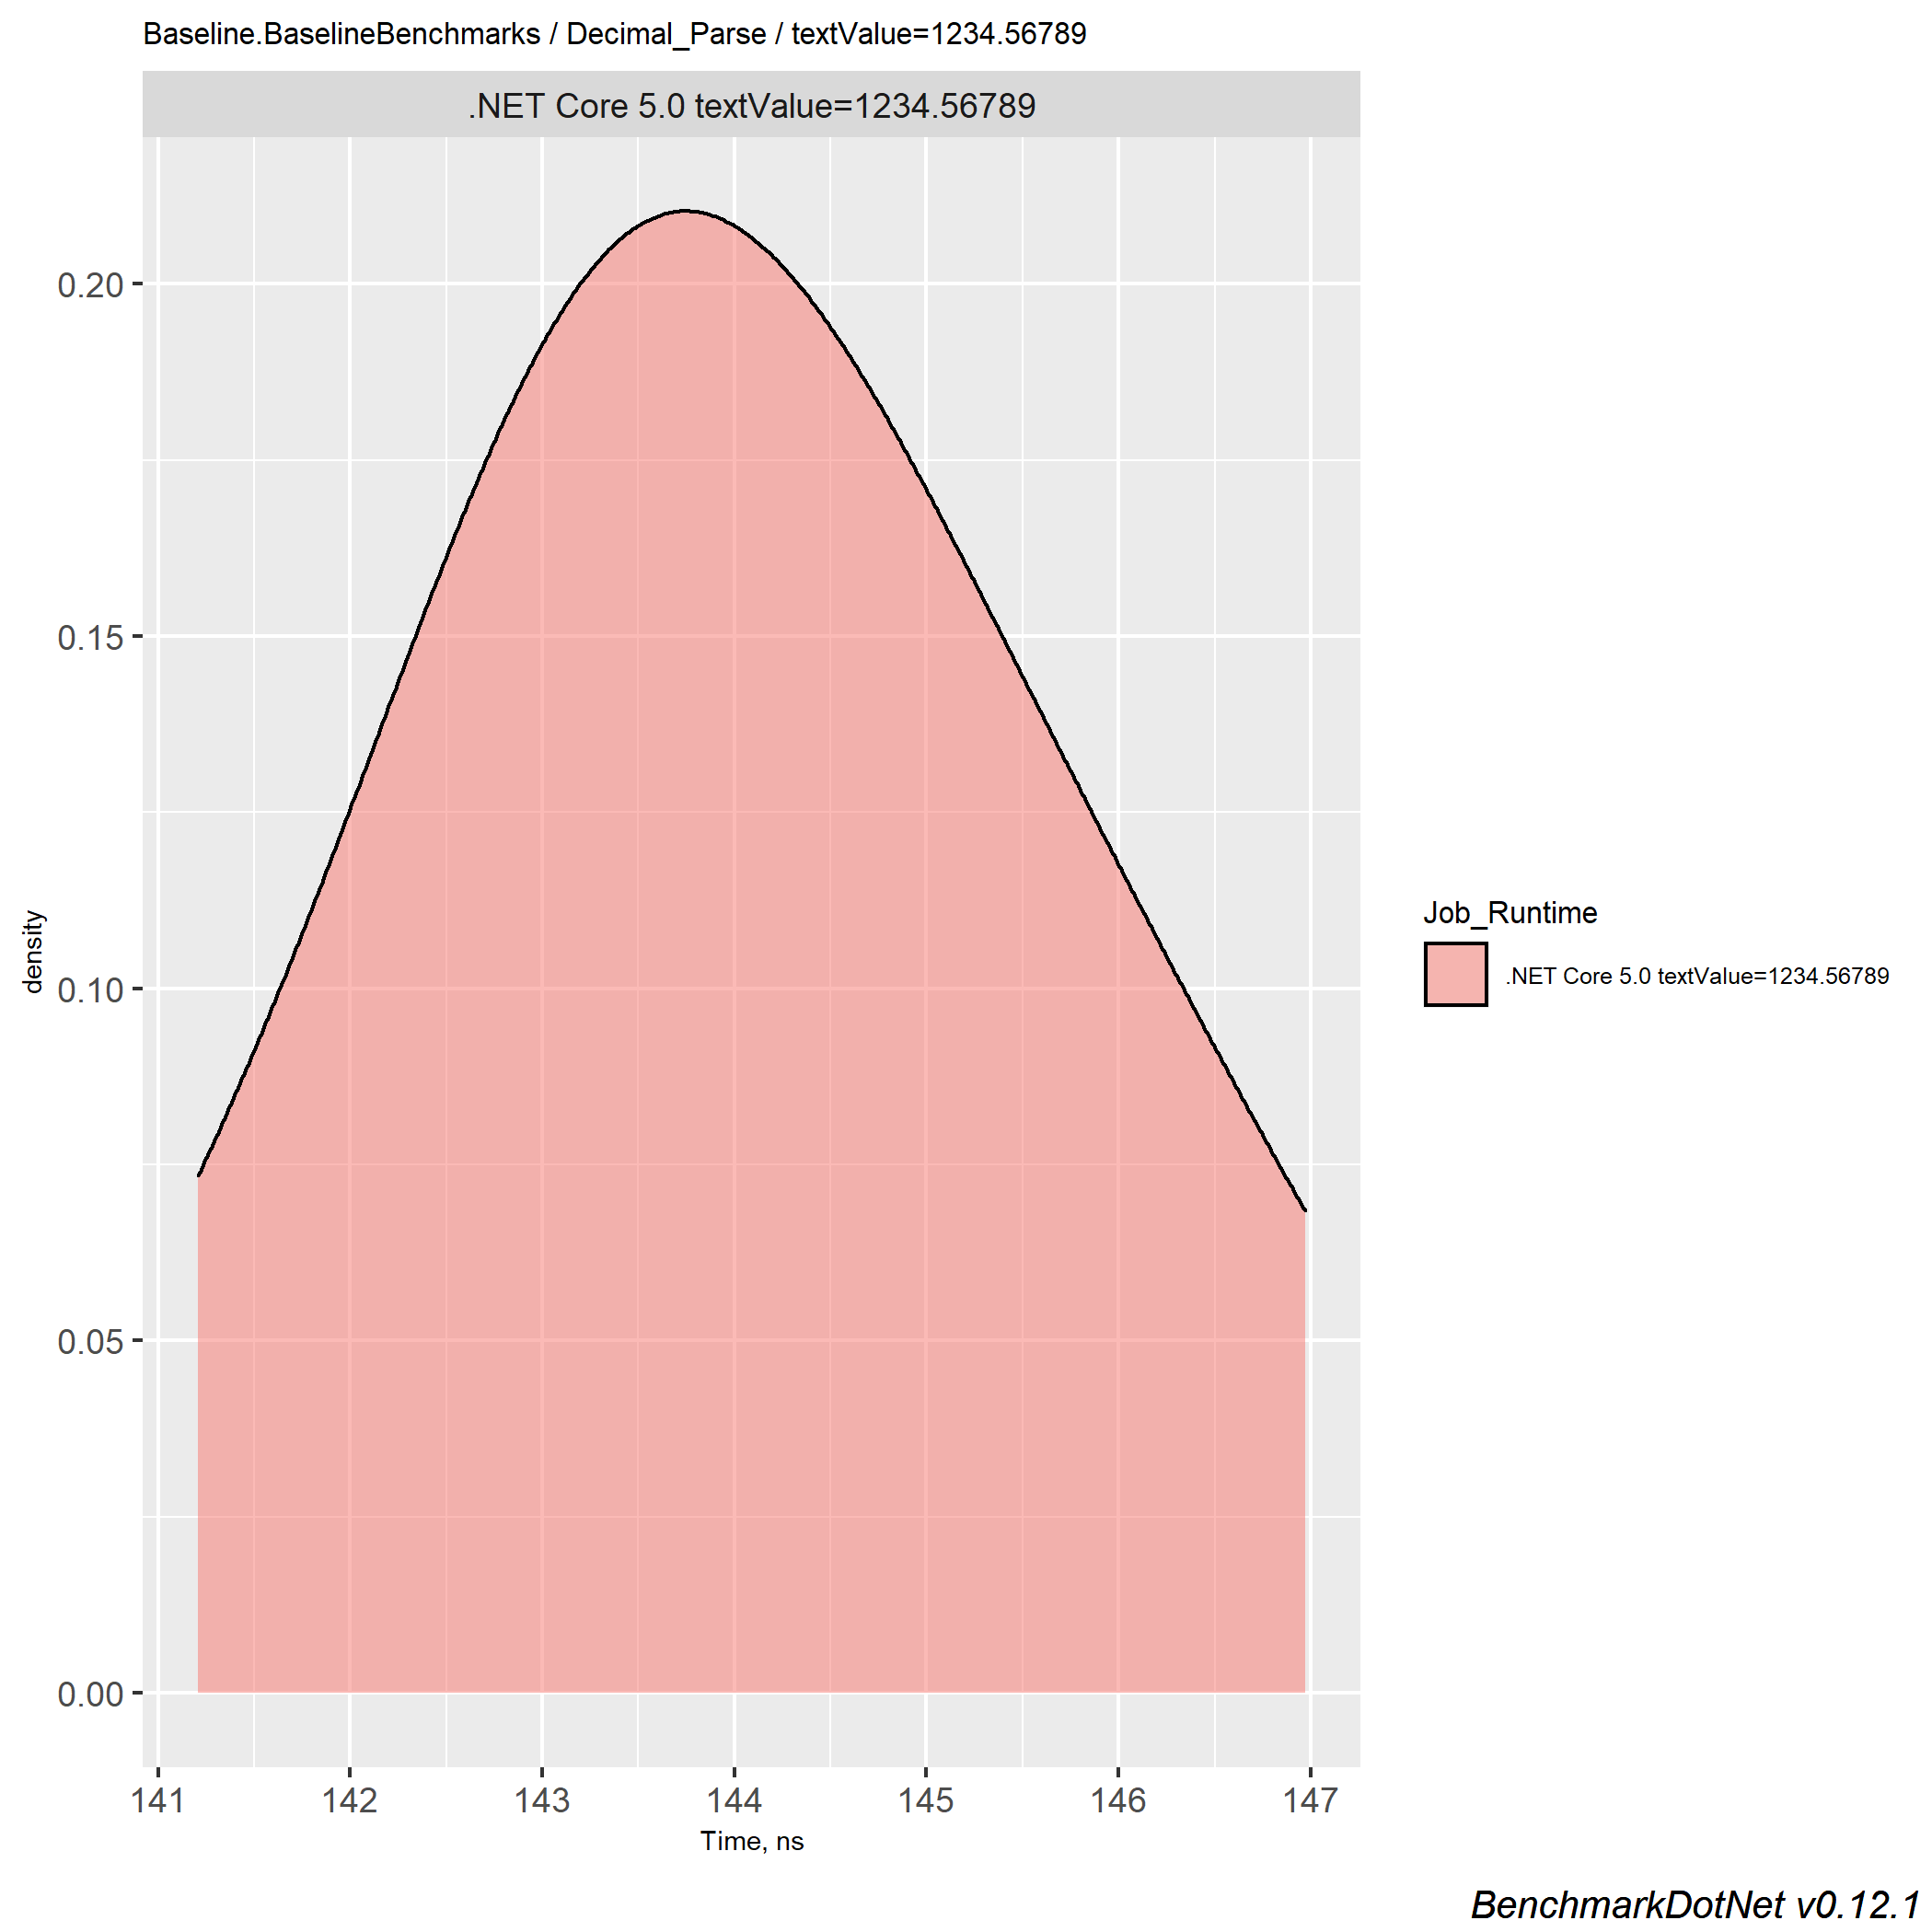 Baseline.BaselineBenchmarks / Decimal_Parse / textValue=1234.56789
.NET Core 5.0 textValue=1234.56789
0.20
0.15
0.10
0.05
0.00
density
141 142 143 144 145 146 147
Time, ns
Job_Runtime
.NET Core 5.0 textValue=1234.56789
BenchmarkDotNet v0.12.1